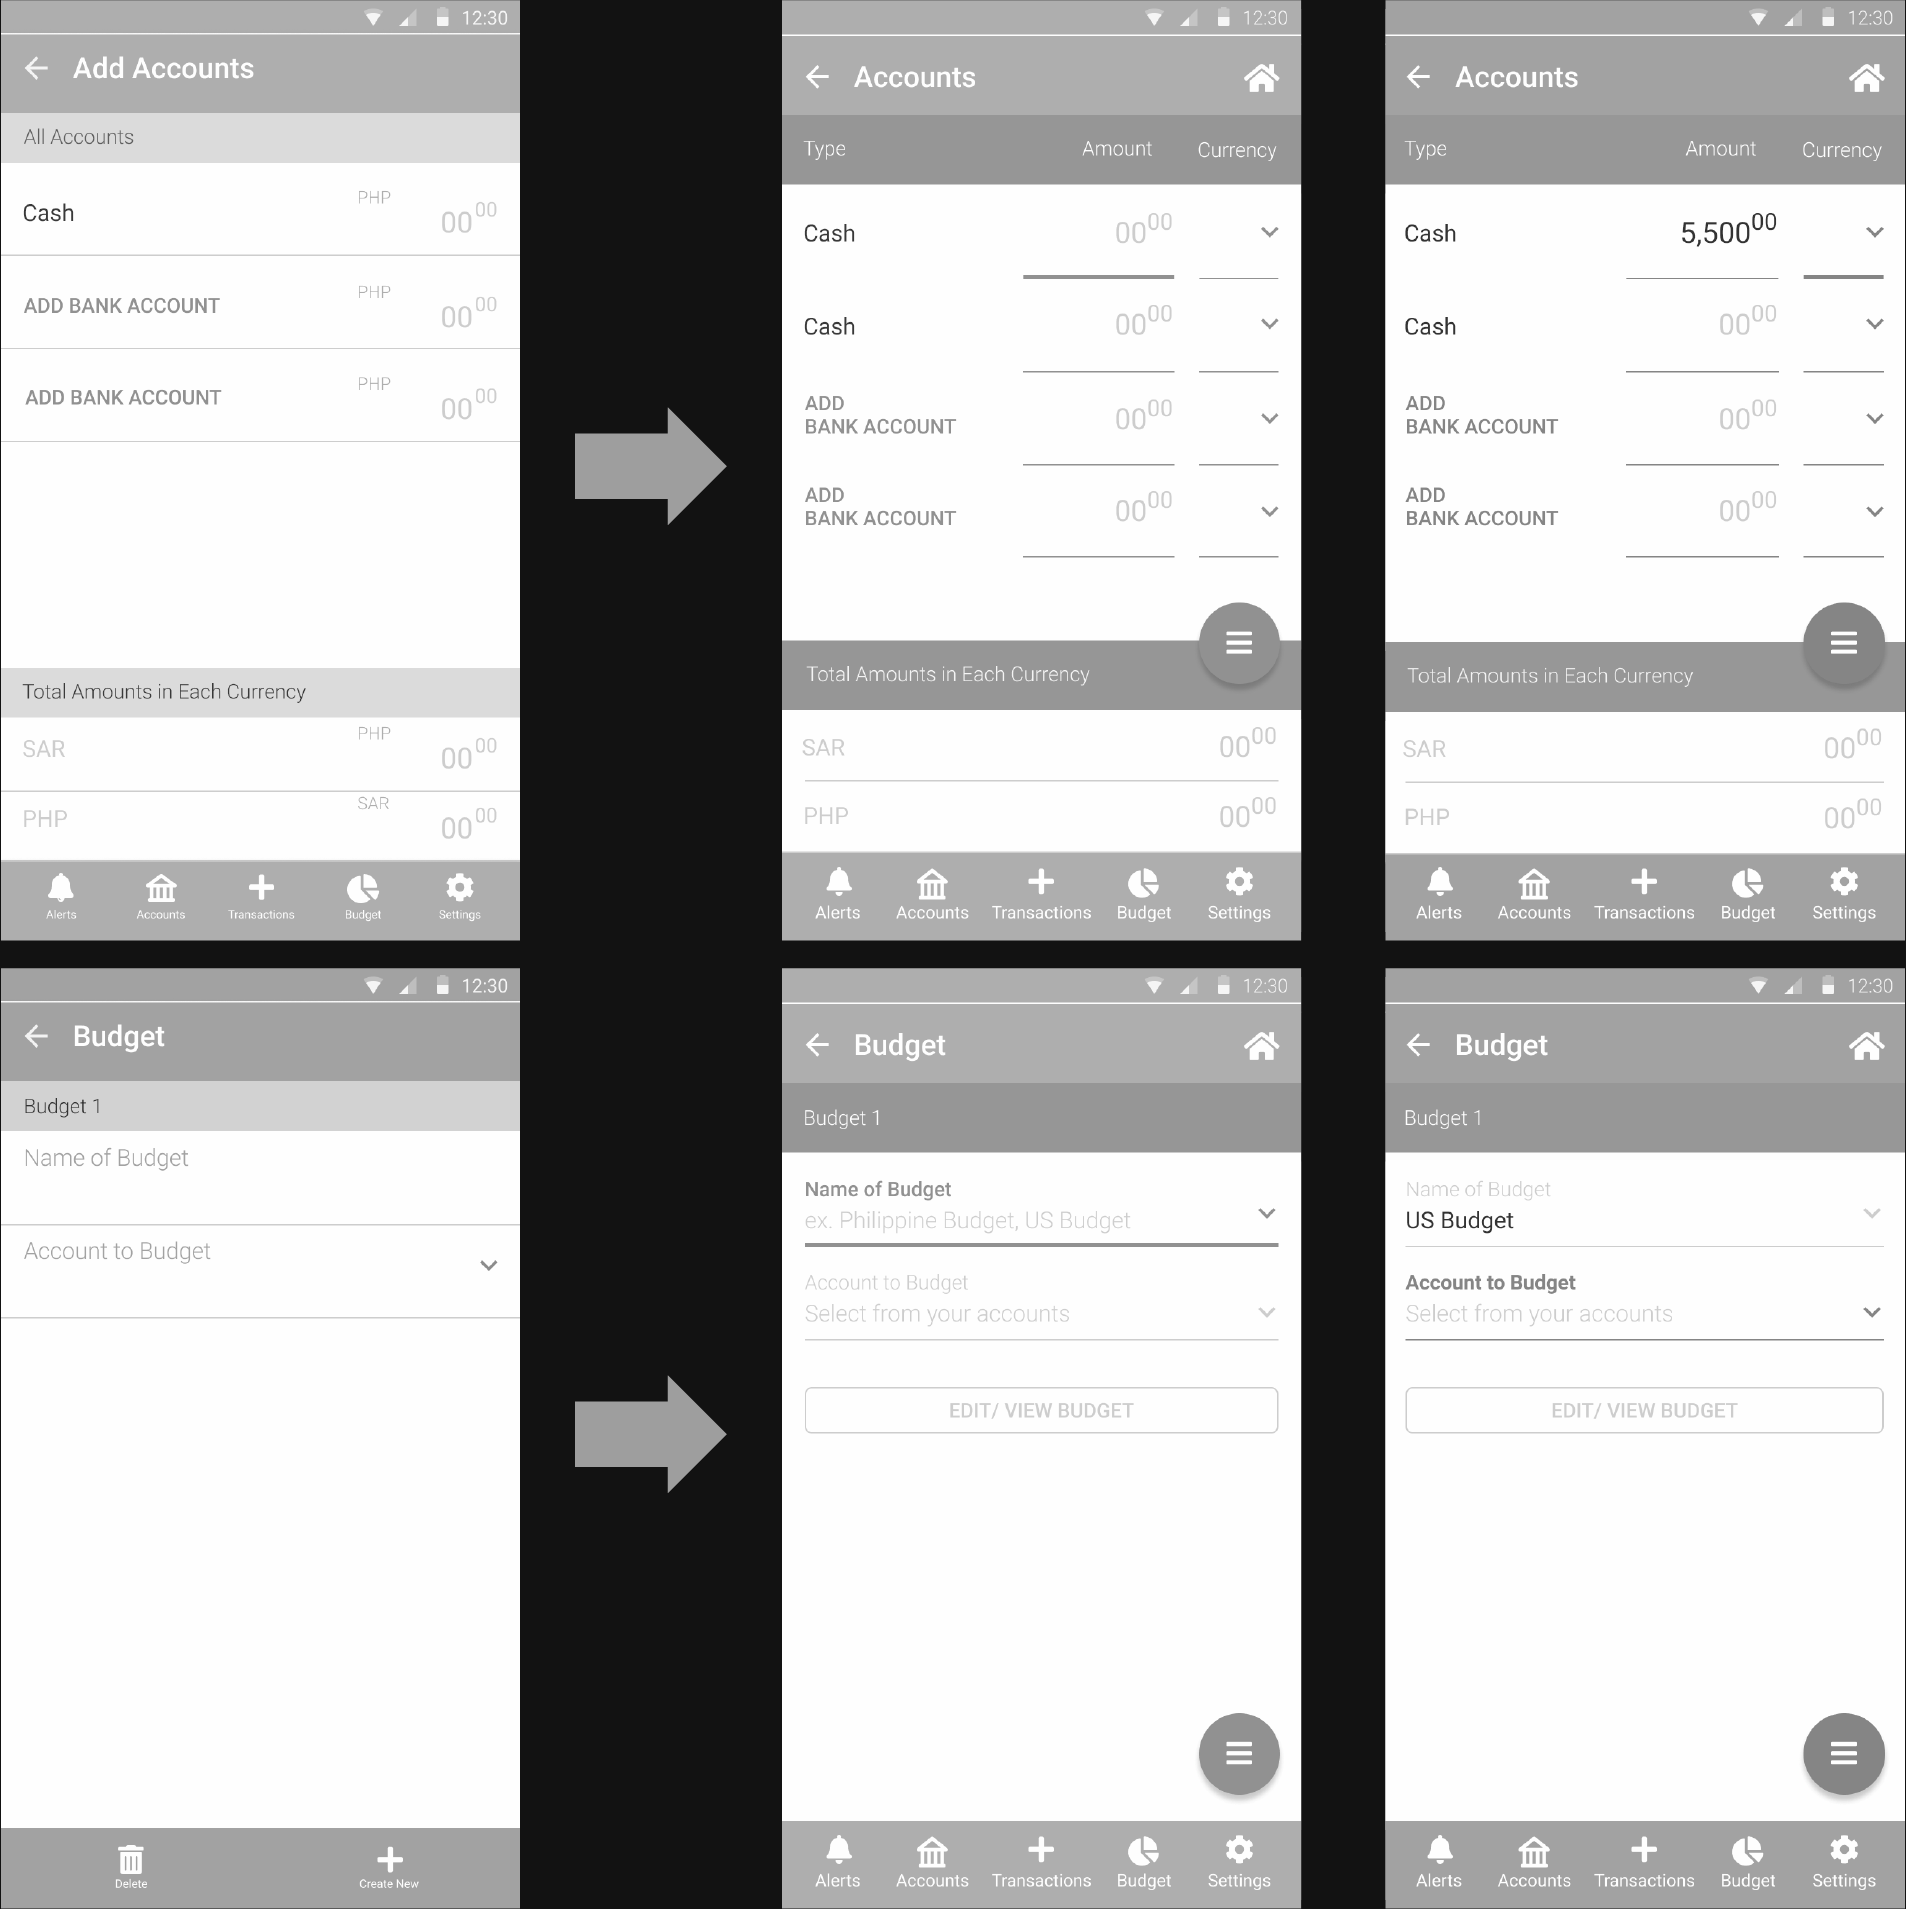 12:30
Add Accounts
All Accounts
Cash PHP 00 00
ADD BANK ACCOUNT PHP 00 00
ADD BANK ACCOUNT PHP 00 00
Total Amounts in Each Currency
SAR PHP 00 00
PHP SAR 00 00
Alerts Accounts Transactions Budget Settings
12:30
Accounts
Type Amount Currency
Cash 00 00
Cash 00 00
ADD
BANK ACCOUNT 00 00
ADD
BANK ACCOUNT 00 00
Total Amounts in Each Currency
SAR 00 00
PHP 00 00
Alerts Accounts Transactions Budget Settings
12:30
Accounts
Type Amount Currency
Cash 5,500 00
Cash 00 00
ADD
BANK ACCOUNT 00 00
ADD
BANK ACCOUNT 00 00
Total Amounts in Each Currency
SAR 00 00
PHP 00 00
Alerts Accounts Transactions Budget Settings
12:30
Budget
Budget 1
Name of Budget
Account to Budget
Delete Create New
12:30
Budget
Budget 1
Name of Budget
ex. Philippine Budget, US Budget
Account to Budget
Select from your accounts
EDIT/ VIEW BUDGET
Alerts Accounts Transactions Budget Settings
12:30
Budget
Budget 1
Name of Budget
US Budget
Account to Budget
Select from your accounts
EDIT/ VIEW BUDGET
Alerts Accounts Transactions Budget Settings